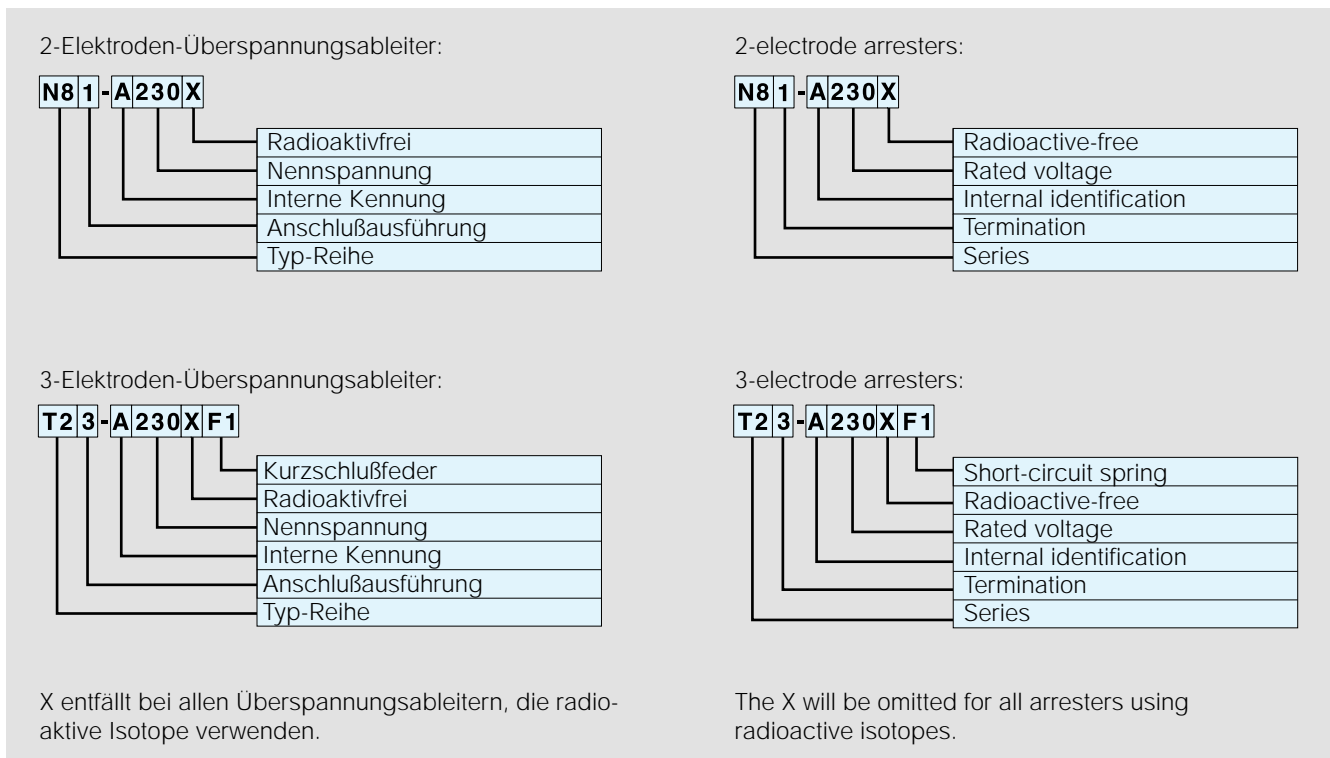 2-Elektroden-Überspannungsableiter:
N81-A230X
Radioaktivfrei
Nennspannung
Interne Kennung
Anschlußausführung
Typ-Reihe
2-electrode arresters:
N81-A230X
Radioactive-free
Rated voltage
Internal identification
Termination
Series
3-Elektroden-Überspannungsableiter:
T23-A230XF1
Kurzschlußfeder
Radioaktivfrei
Nennspannung
Interne Kennung
Anschlußausführung
Typ-Reihe
3-electrode arresters:
T23-A230XF1
Short-circuit spring
Radioactive-free
Rated voltage
Internal identification
Termination
Series
X entfällt bei allen Überspannungsableitern, die radio-
aktive Isotope verwenden.
The X will be omitted for all arresters using
radioactive isotopes.